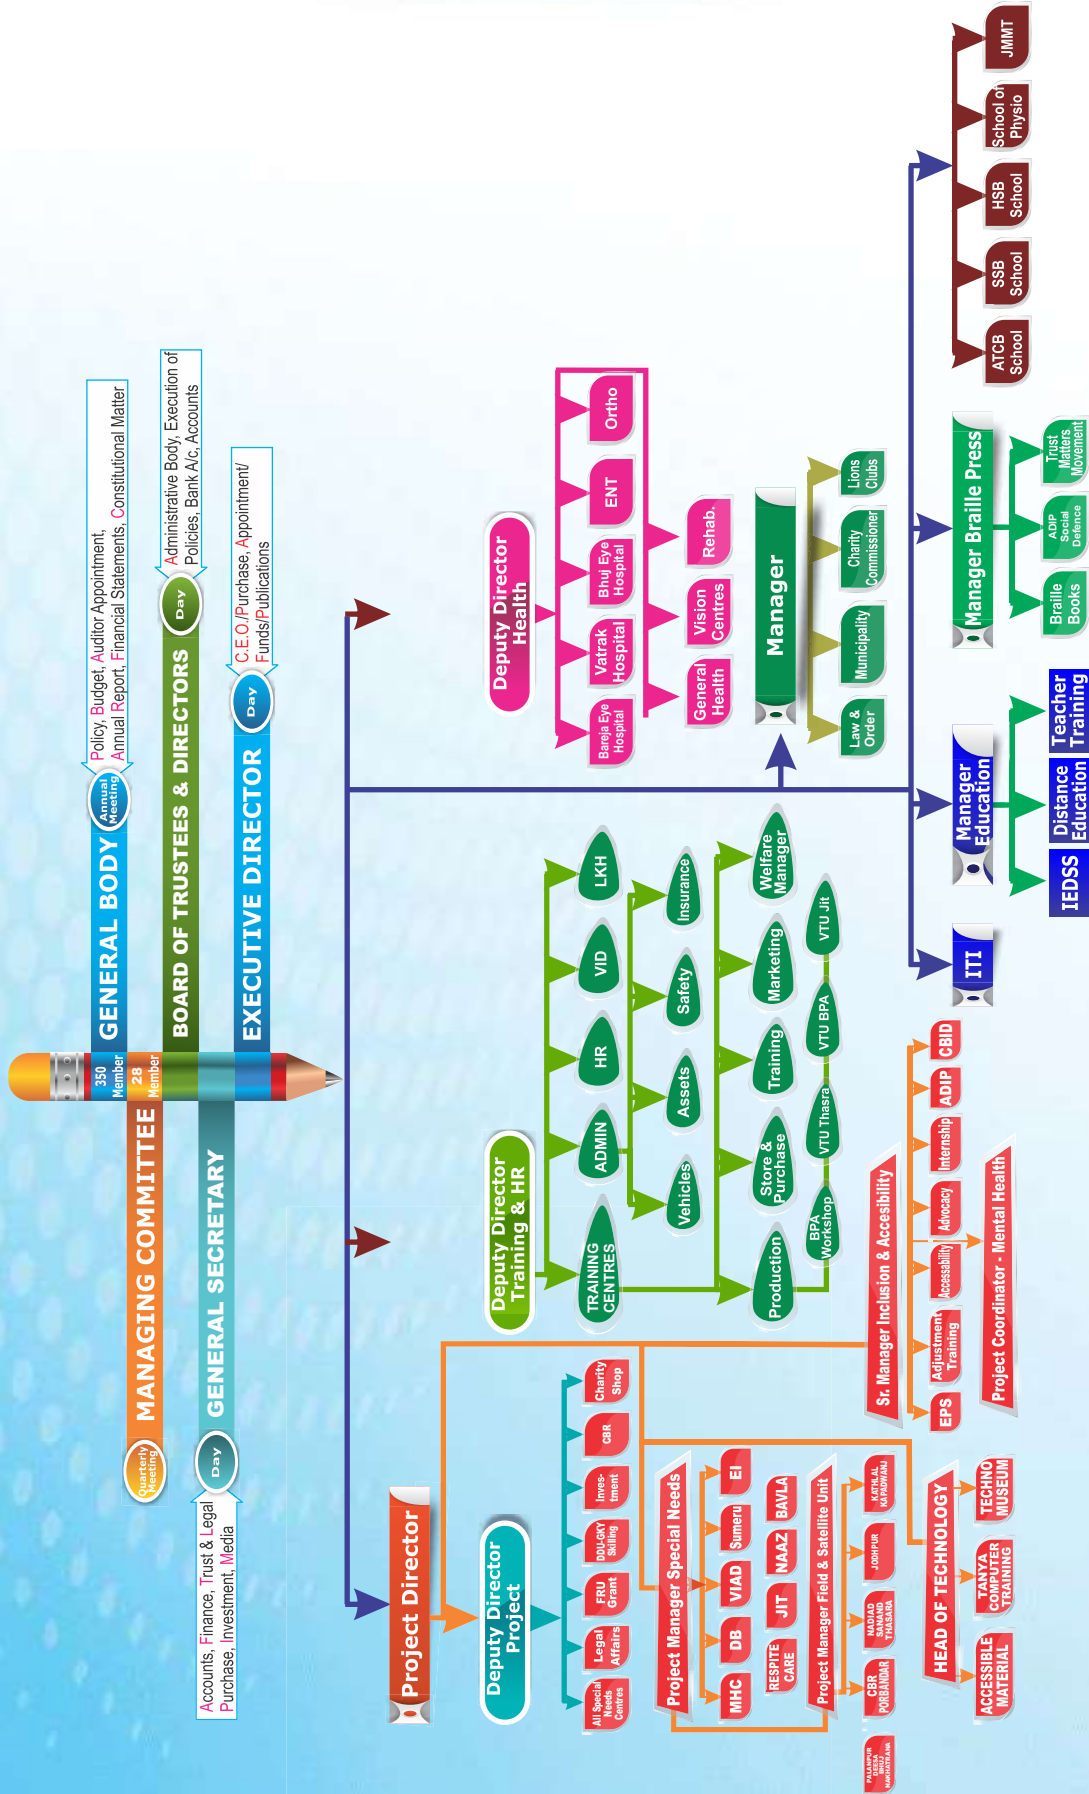 GENERAL BODY
Annual
Meeting
Policy, Budget, Auditor Appointment,
Annual Report, Financial Statements, Constitutional Matter
350
Member
28
Member
MANAGING COMMITTEE
Quarterly
Meeting
BOARD OF TRUSTEES & DIRECTORS
Day
Administrative Body, Execution of
Policies, Bank A/c, Accounts
GENERAL SECRETARY
Day
Accounts, Finance, Trust & Legal
Purchase, Investment, Media
EXECUTIVE DIRECTOR
Day
C.E.O./Purchase, Appointment/
Funds/Publications
Project Director
Deputy Director
Project
All Special
Needs
Centres
Legal
Affairs
FRU
Grant
DDU-GKY
Skilling
Inves-
tment
CBR
Charity
Shop
Project Manager Special Needs
MHC
DB
VIAD
Sumeru
EI
RESPITE
CARE
JIT
NAAZ
BAVLA
Project Manager Field & Satellite Unit
PALANPUR
DEESA
BHUJ
NAKHATRANA
CBR
PORBANDAR
NADIAD
SANAND
THASARA
JODHPUR
KATHLAL
KAPADWANJ
HEAD OF TECHNOLOGY
ACCESSIBLE
MATERIAL
TANYA
COMPUTER
TRAINING
TECHNO
MUSEUM
Sr. Manager Inclusion & Accesibility
EPS
Adjustment
Training
Accessability
Advocacy
Internship
ADIP
CBID
Project Coordinator - Mental Health
Deputy Director
Training & HR
TRAINING
CENTRES
ADMIN
HR
VID
LKH
Vehicles
Assets
Safety
Insurance
Production
Store &
Purchase
Training
Marketing
Welfare
Manager
BPA
Workshop
VTU Thasra
VTU BPA
VTU Jit
Deputy Director
Health
Bareja Eye
Hospital
Vatrak
Hospital
Bhuj Eye
Hospital
ENT
Ortho
General
Health
Vision
Centres
Rehab.
Manager
Law &
Order
Municipality
Charity
Commissioner
Lions
Clubs
ITI
Manager
Education
IEDSS
Distance
Education
Teacher
Training
Manager Braille Press
Braille
Books
ADIP
Social
Defence
Trust
Matters
Movement
ATCB
School
SSB
School
HSB
School
School of
Physio
JMMT